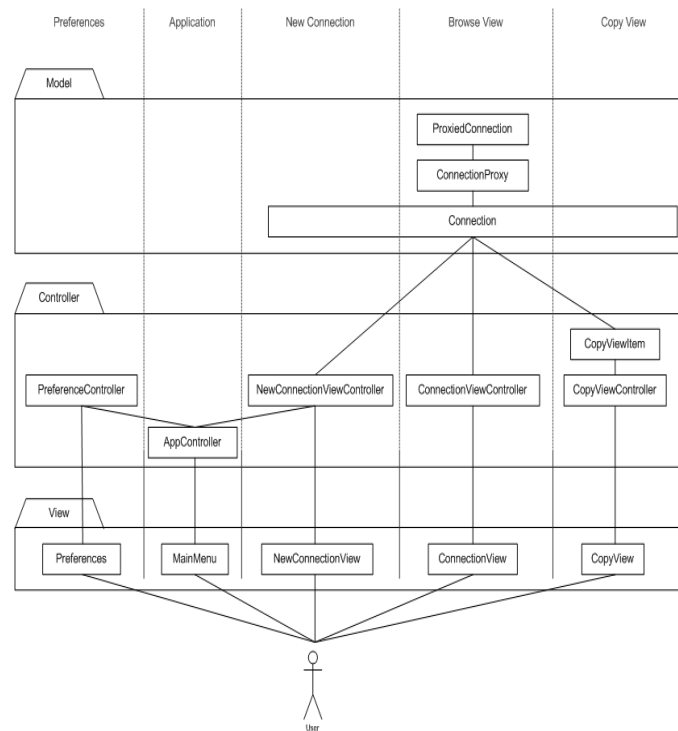 Preferences
Application
New Connection
Browse View
Copy View
Model
ProxiedConnection
ConnectionProxy
Connection
Controller
CopyViewItem
PreferenceController
NewConnectionViewController
ConnectionViewController
CopyViewController
AppController
View
Preferences
MainMenu
NewConnectionView
ConnectionView
CopyView
User